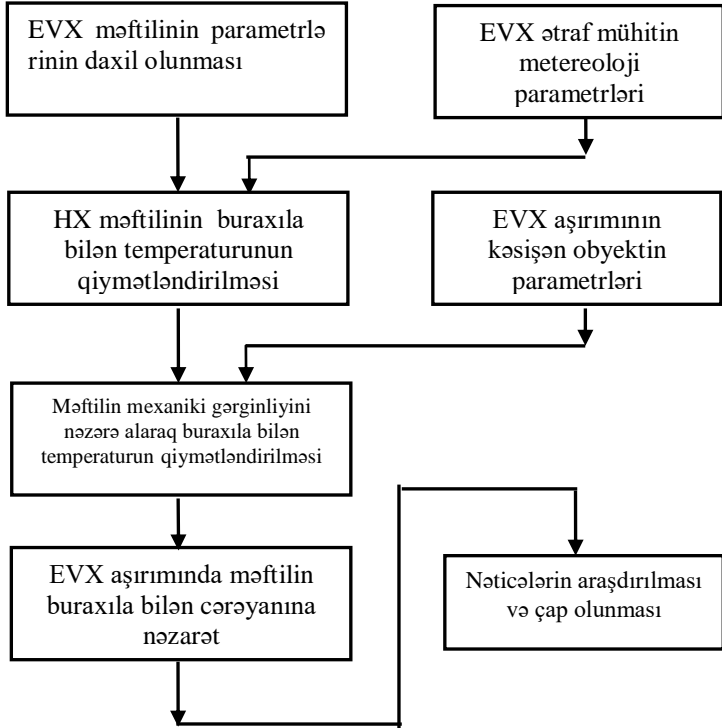 EVX məftilinin parametrlə
rinin daxil olunması
EVX ətraf mühitin
metereoloji
parametrləri
HX məftilinin buraxıla
bilən temperaturunun
qiymətləndirilməsi
EVX aşırımının
kəsişən obyektin
parametrləri
Məftilin mexaniki gərginliyini
nəzərə alaraq buraxıla bilən
temperaturun qiymətləndirilməsi
EVX aşırımında məftilin
buraxıla bilən cərəyanına
nəzarət
Nəticələrin araşdırılması
və çap olunması